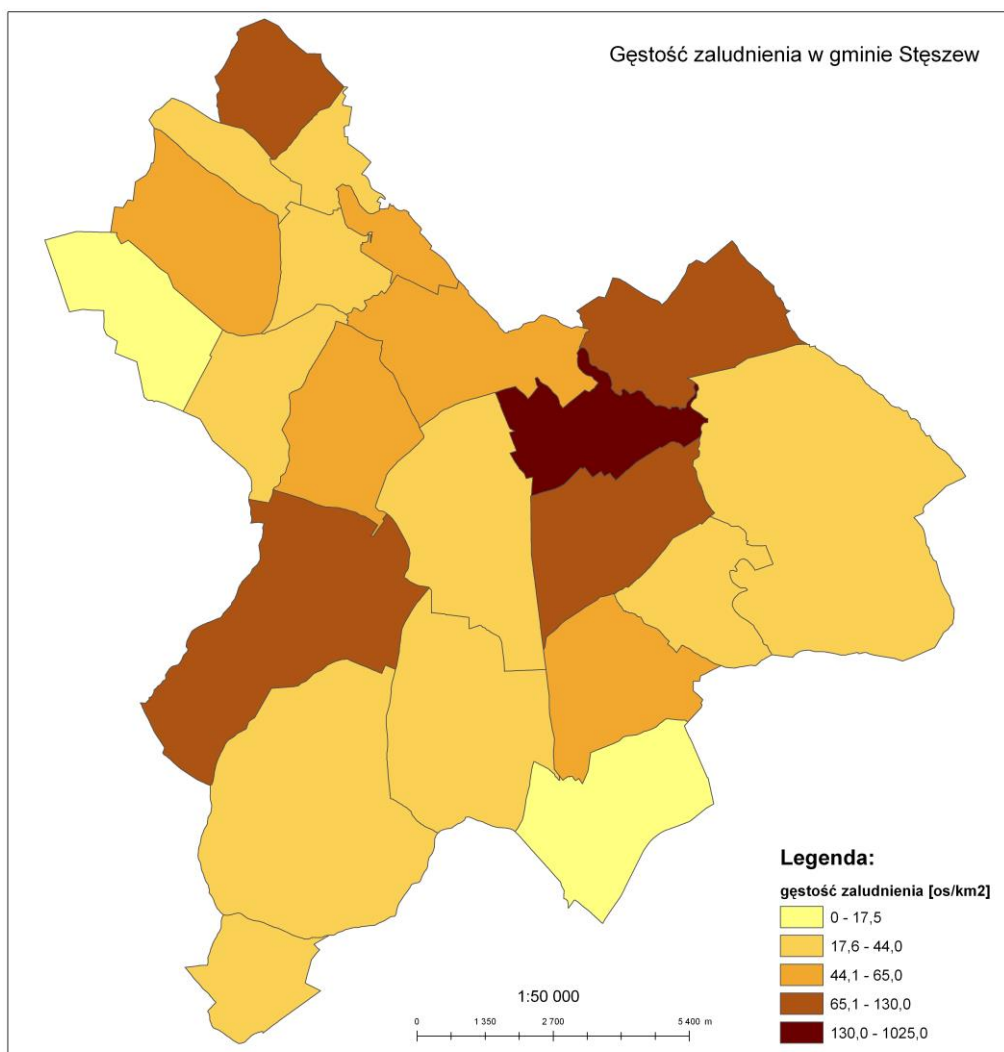 Gęstość zaludnienia w gminie Stęszew
Legenda:
gęstość zaludnienia [os/km2]
0 - 17,5
17,6 - 44,0
44,1 - 65,0
65,1 - 130,0
130,0 - 1025,0
1:50 000
0 1 350 2 700 5 400 m